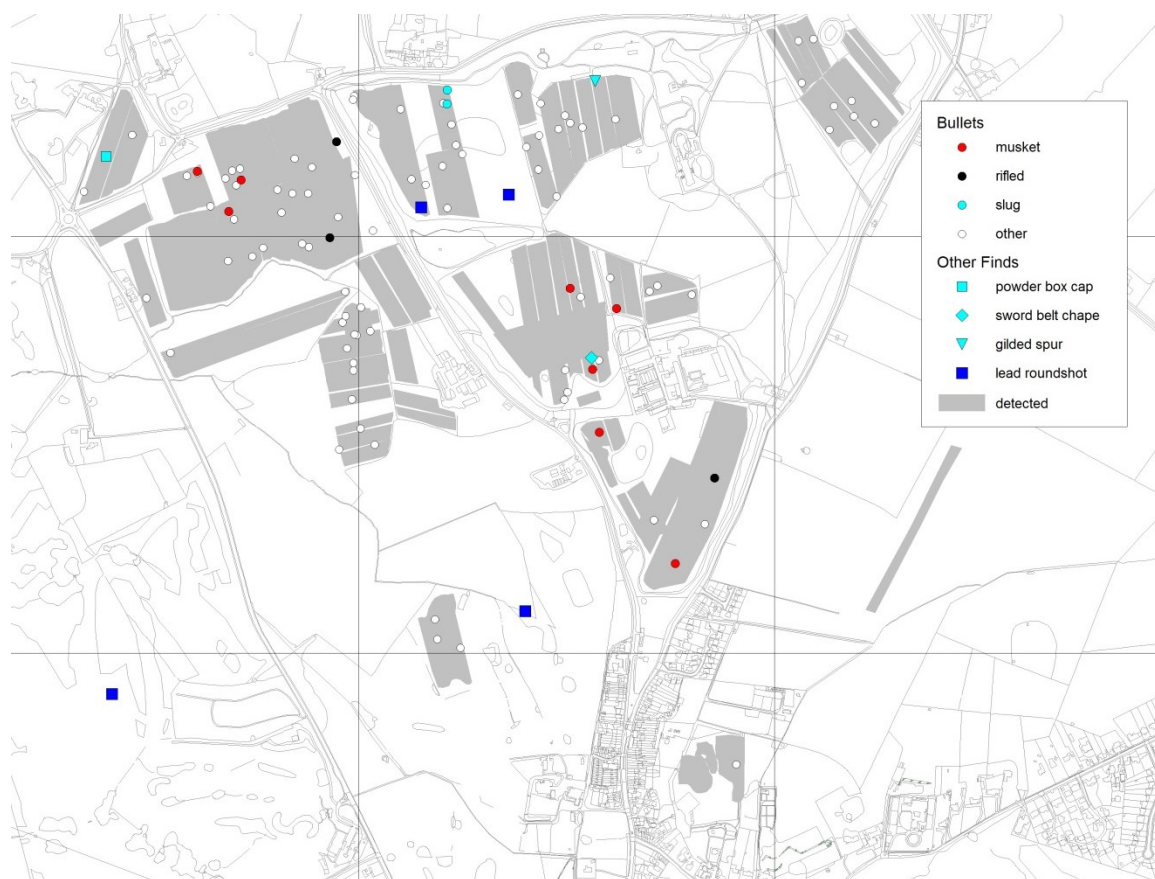 Bullets
musket
rifled
slug
other
Other Finds
powder box cap
sword belt chape
gilded spur
lead roundshot
detected